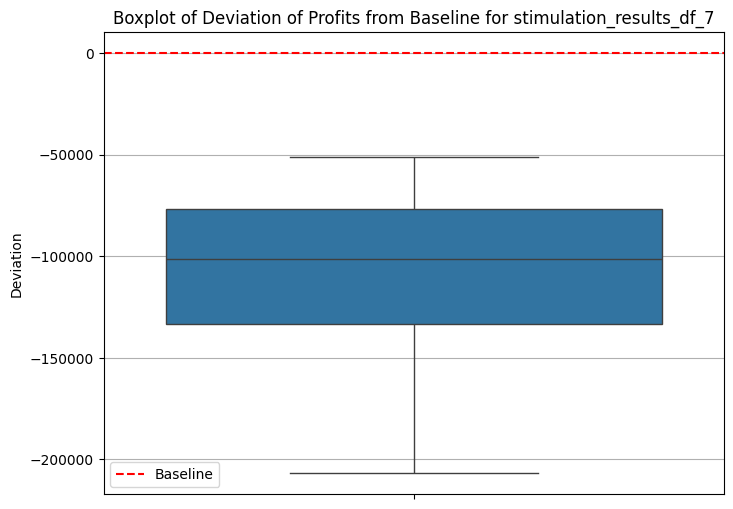 Boxplot of Deviation of Profits from Baseline for stimulation_results_df_7
0
−50000
−100000
−150000
−200000
Deviation
Baseline